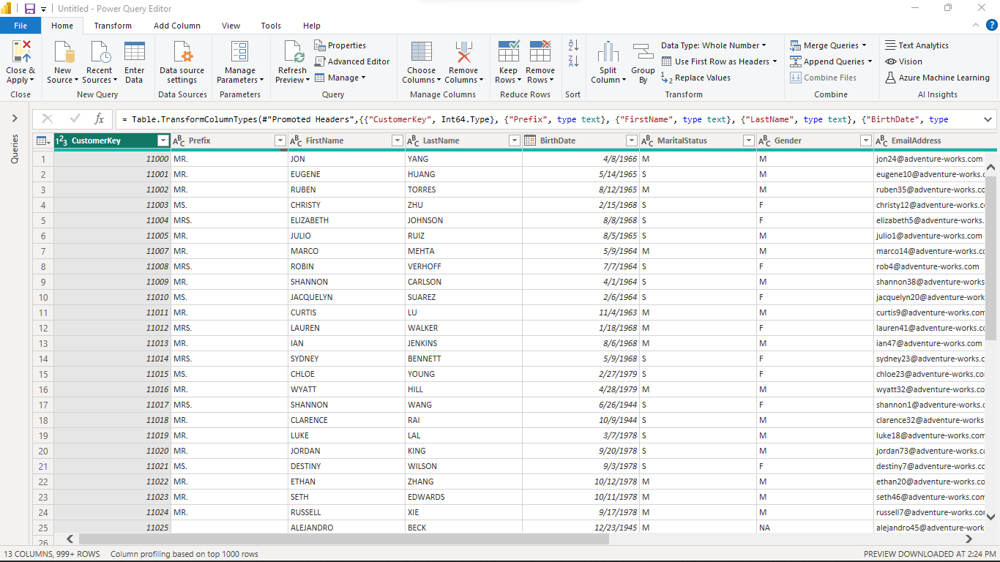 Untitled - Power Query Editor
File Home Transform Add Column View Tools Help
Close & Apply New Source Recent Sources Enter Data Data source settings Manage Parameters Refresh Preview Properties Advanced Editor Manage Choose Columns Remove Columns Keep Rows Remove Rows Split Column Group By Data Type: Whole Number Use First Row as Headers Replace Values Merge Queries Append Queries Combine Files Text Analytics Vision Azure Machine Learning
Close New Query Data Sources Parameters Query Manage Columns Reduce Rows Sort Transform Combine AI Insights
fx = Table.TransformColumnTypes(#"Promoted Headers",{{"CustomerKey", Int64.Type}, {"Prefix", type text}, {"FirstName", type text}, {"LastName", type text}, {"BirthDate", type
Queries
CustomerKey Prefix FirstName LastName BirthDate MaritalStatus Gender EmailAddress
1 11000 MR. JON YANG 4/8/1966 M M jon24@adventure-works.com
2 11001 MR. EUGENE HUANG 5/14/1965 S M eugene10@adventure-works.c
3 11002 MR. RUBEN TORRES 8/12/1965 M M ruben35@adventure-works.co
4 11003 MS. CHRISTY ZHU 2/15/1968 S F christy12@adventure-works.c
5 11004 MRS. ELIZABETH JOHNSON 8/8/1968 S F elizabeth5@adventure-works.
6 11005 MR. JULIO RUIZ 8/5/1965 S M julio1@adventure-works.com
7 11007 MR. MARCO MEHTA 5/9/1964 M M marco14@adventure-works.cc
8 11008 MRS. ROBIN VERHOFF 7/7/1964 S F rob4@adventure-works.com
9 11009 MR. SHANNON CARLSON 4/1/1964 S M shannon38@adventure-works
10 11010 MS. JACQUELYN SUAREZ 2/6/1964 S F jacquelyn20@adventure-work
11 11011 MR. CURTIS LU 11/4/1963 M M curtis9@adventure-works.com
12 11012 MRS. LAUREN WALKER 1/18/1968 M F lauren41@adventure-works.cc
13 11013 MR. IAN JENKINS 8/6/1968 M M ian47@adventure-works.com
14 11014 MRS. SYDNEY BENNETT 5/9/1968 S F sydney23@adventure-works.c
15 11015 MS. CHLOE YOUNG 2/27/1979 S F chloe23@adventure-works.co
16 11016 MR. WYATT HILL 4/28/1979 M M wyatt32@adventure-works.co
17 11017 MRS. SHANNON WANG 6/26/1944 S F shannon1@adventure-works.c
18 11018 MR. CLARENCE RAI 10/9/1944 S M clarence32@adventure-works
19 11019 MR. LUKE LAL 3/7/1978 S M luke18@adventure-works.com
20 11020 MR. JORDAN KING 9/20/1978 S M jordan73@adventure-works.cc
21 11021 MS. DESTINY WILSON 9/3/1978 S F destiny7@adventure-works.co
22 11022 MR. ETHAN ZHANG 10/12/1978 M M ethan20@adventure-works.co
23 11023 MR. SETH EDWARDS 10/11/1978 M M seth46@adventure-works.com
24 11024 MR. RUSSELL XIE 9/17/1978 M M russell7@adventure-works.cor
25 11025 ALEJANDRO BECK 12/23/1945 M NA alejandro45@adventure-work
26
13 COLUMNS, 999+ ROWS Column profiling based on top 1000 rows PREVIEW DOWNLOADED AT 2:24 PM